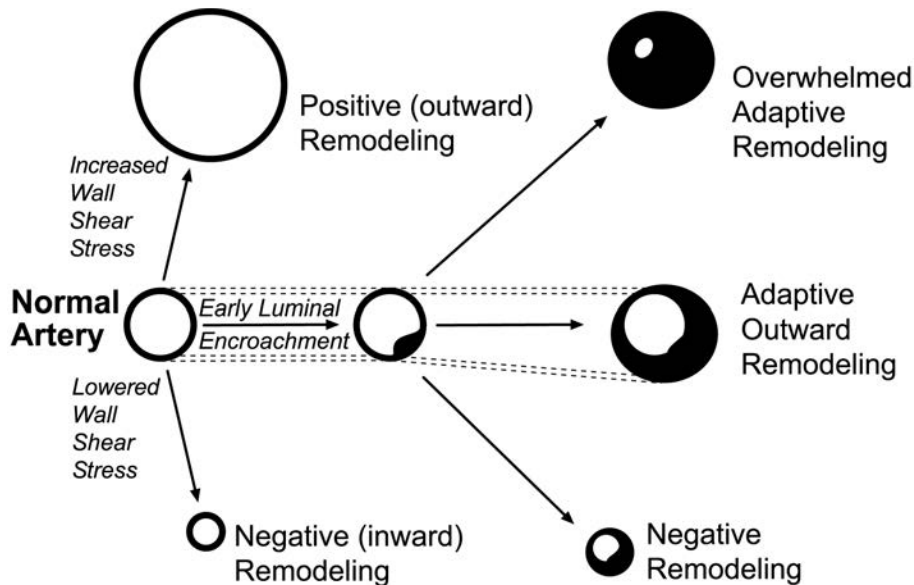 Positive (outward)
Remodeling
Overwhelmed
Adaptive
Remodeling
Increased
Wall
Shear
Stress
Normal
Artery
Early Luminal
Encroachment
Adaptive
Outward
Remodeling
Lowered
Wall
Shear
Stress
Negative (inward)
Remodeling
Negative
Remodeling